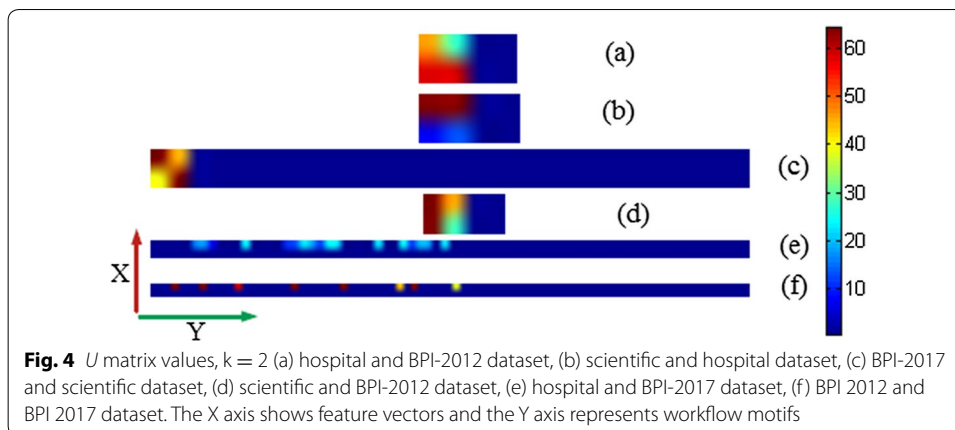 (a)
(b)
(c)
(d)
(e)
(f)
60
50
40
30
20
10
X
Y
Fig. 4 U matrix values, k = 2 (a) hospital and BPI-2012 dataset, (b) scientific and hospital dataset, (c) BPI-2017
and scientific dataset, (d) scientific and BPI-2012 dataset, (e) hospital and BPI-2017 dataset, (f) BPI 2012 and
BPI 2017 dataset. The X axis shows feature vectors and the Y axis represents workflow motifs